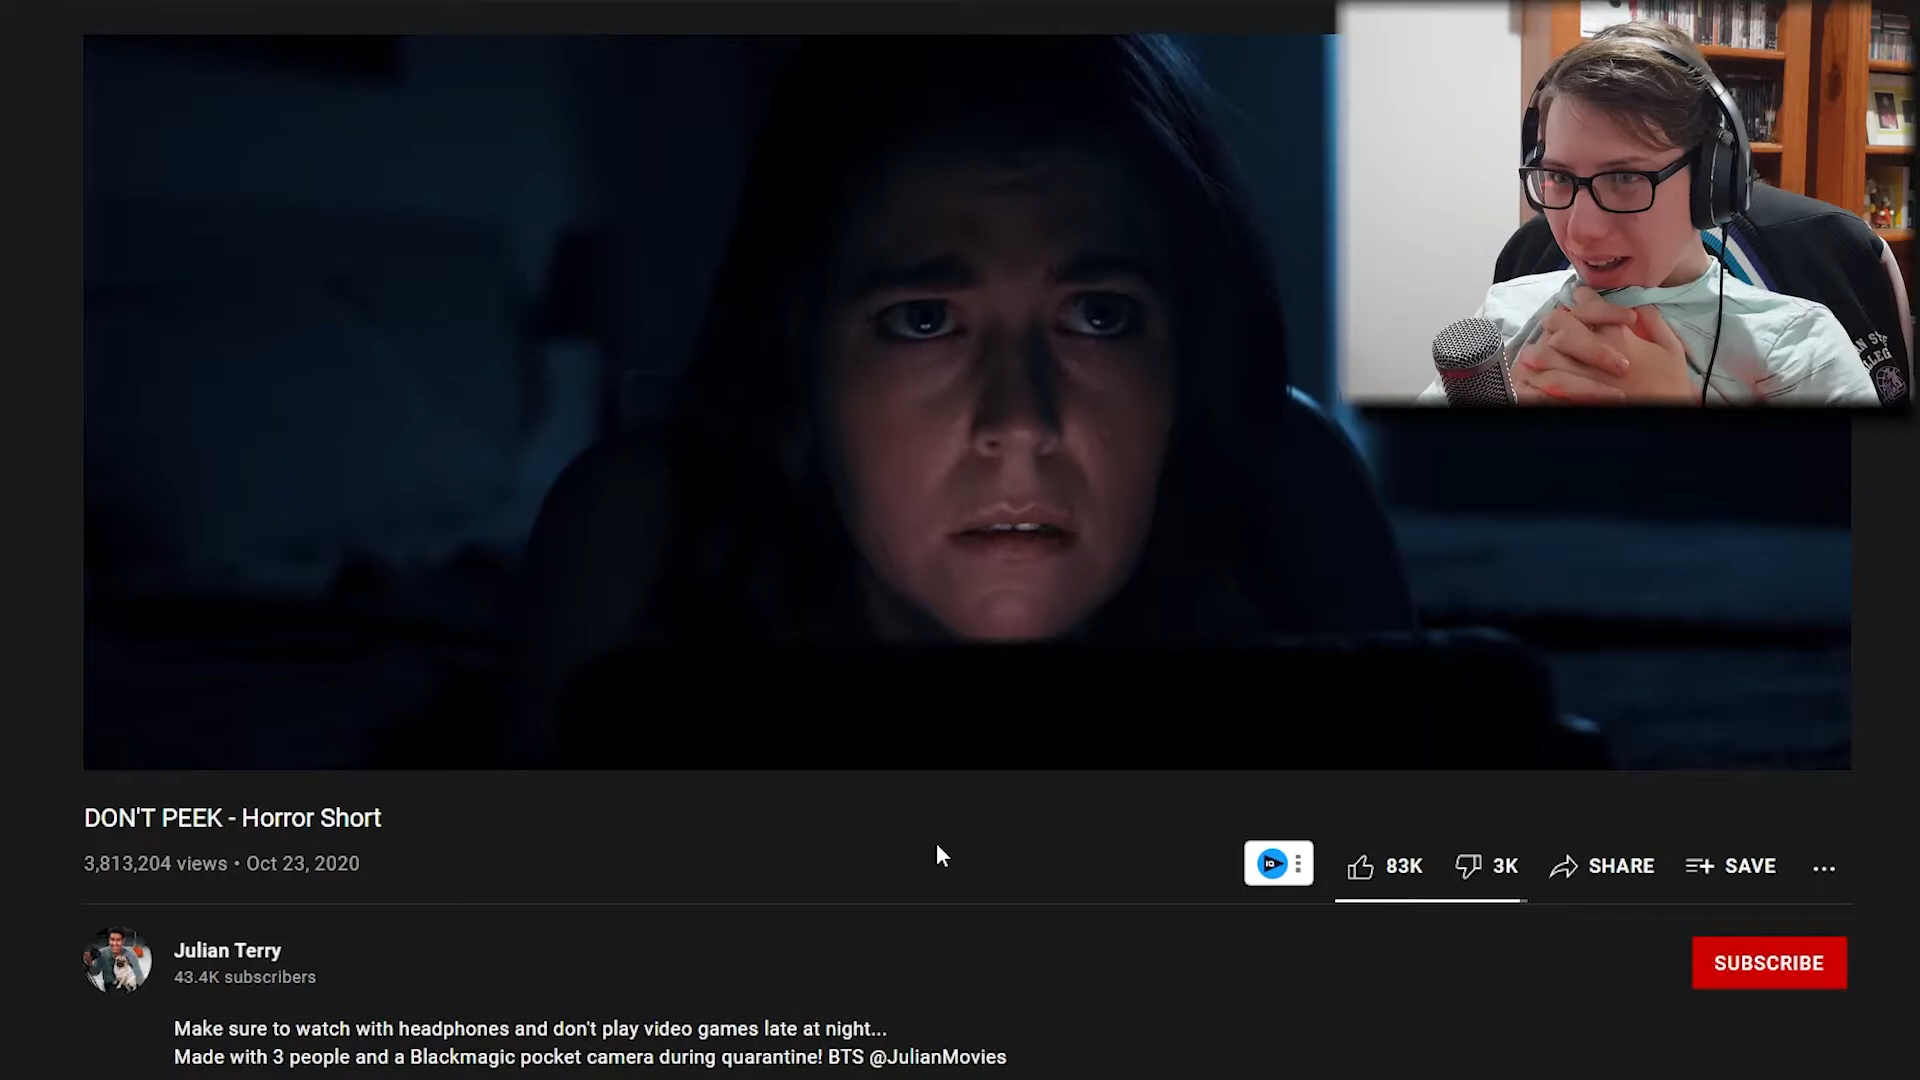 DON'T PEEK - Horror Short
3,813,204 views • Oct 23, 2020
83K
3K
SHARE
SAVE
Julian Terry
43.4K subscribers
SUBSCRIBE
Make sure to watch with headphones and don't play video games late at night...
Made with 3 people and a Blackmagic pocket camera during quarantine! BTS @JulianMovies